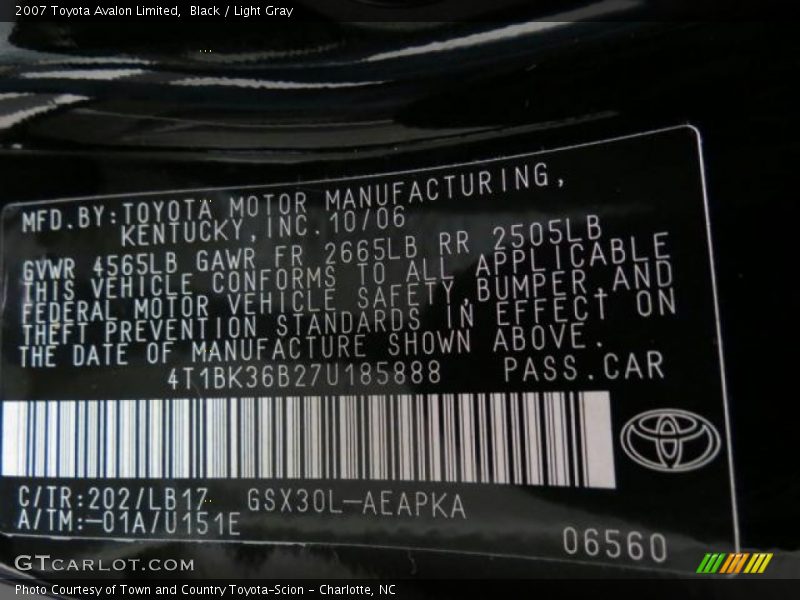 2007 Toyota Avalon Limited,  Black / Light Gray
MFD.BY:TOYOTA MOTOR MANUFACTURING,
KENTUCKY,INC.10/06
GVWR 4565LB GAWR FR 2665LB RR 2505LB
THIS VEHICLE CONFORMS TO ALL APPLICABLE
FEDERAL MOTOR VEHICLE SAFETY,BUMPER,AND
THEFT PREVENTION STANDARDS IN EFFECT ON
THE DATE OF MANUFACTURE SHOWN ABOVE.
4T1BK36B27U185888 PASS.CAR
C/TR:202/LB17 GSX30L-AEAPKA
A/TM:-01A/U151E
06560
GTCARLOT.COM
Photo Courtesy of Town and Country Toyota-Scion - Charlotte, NC